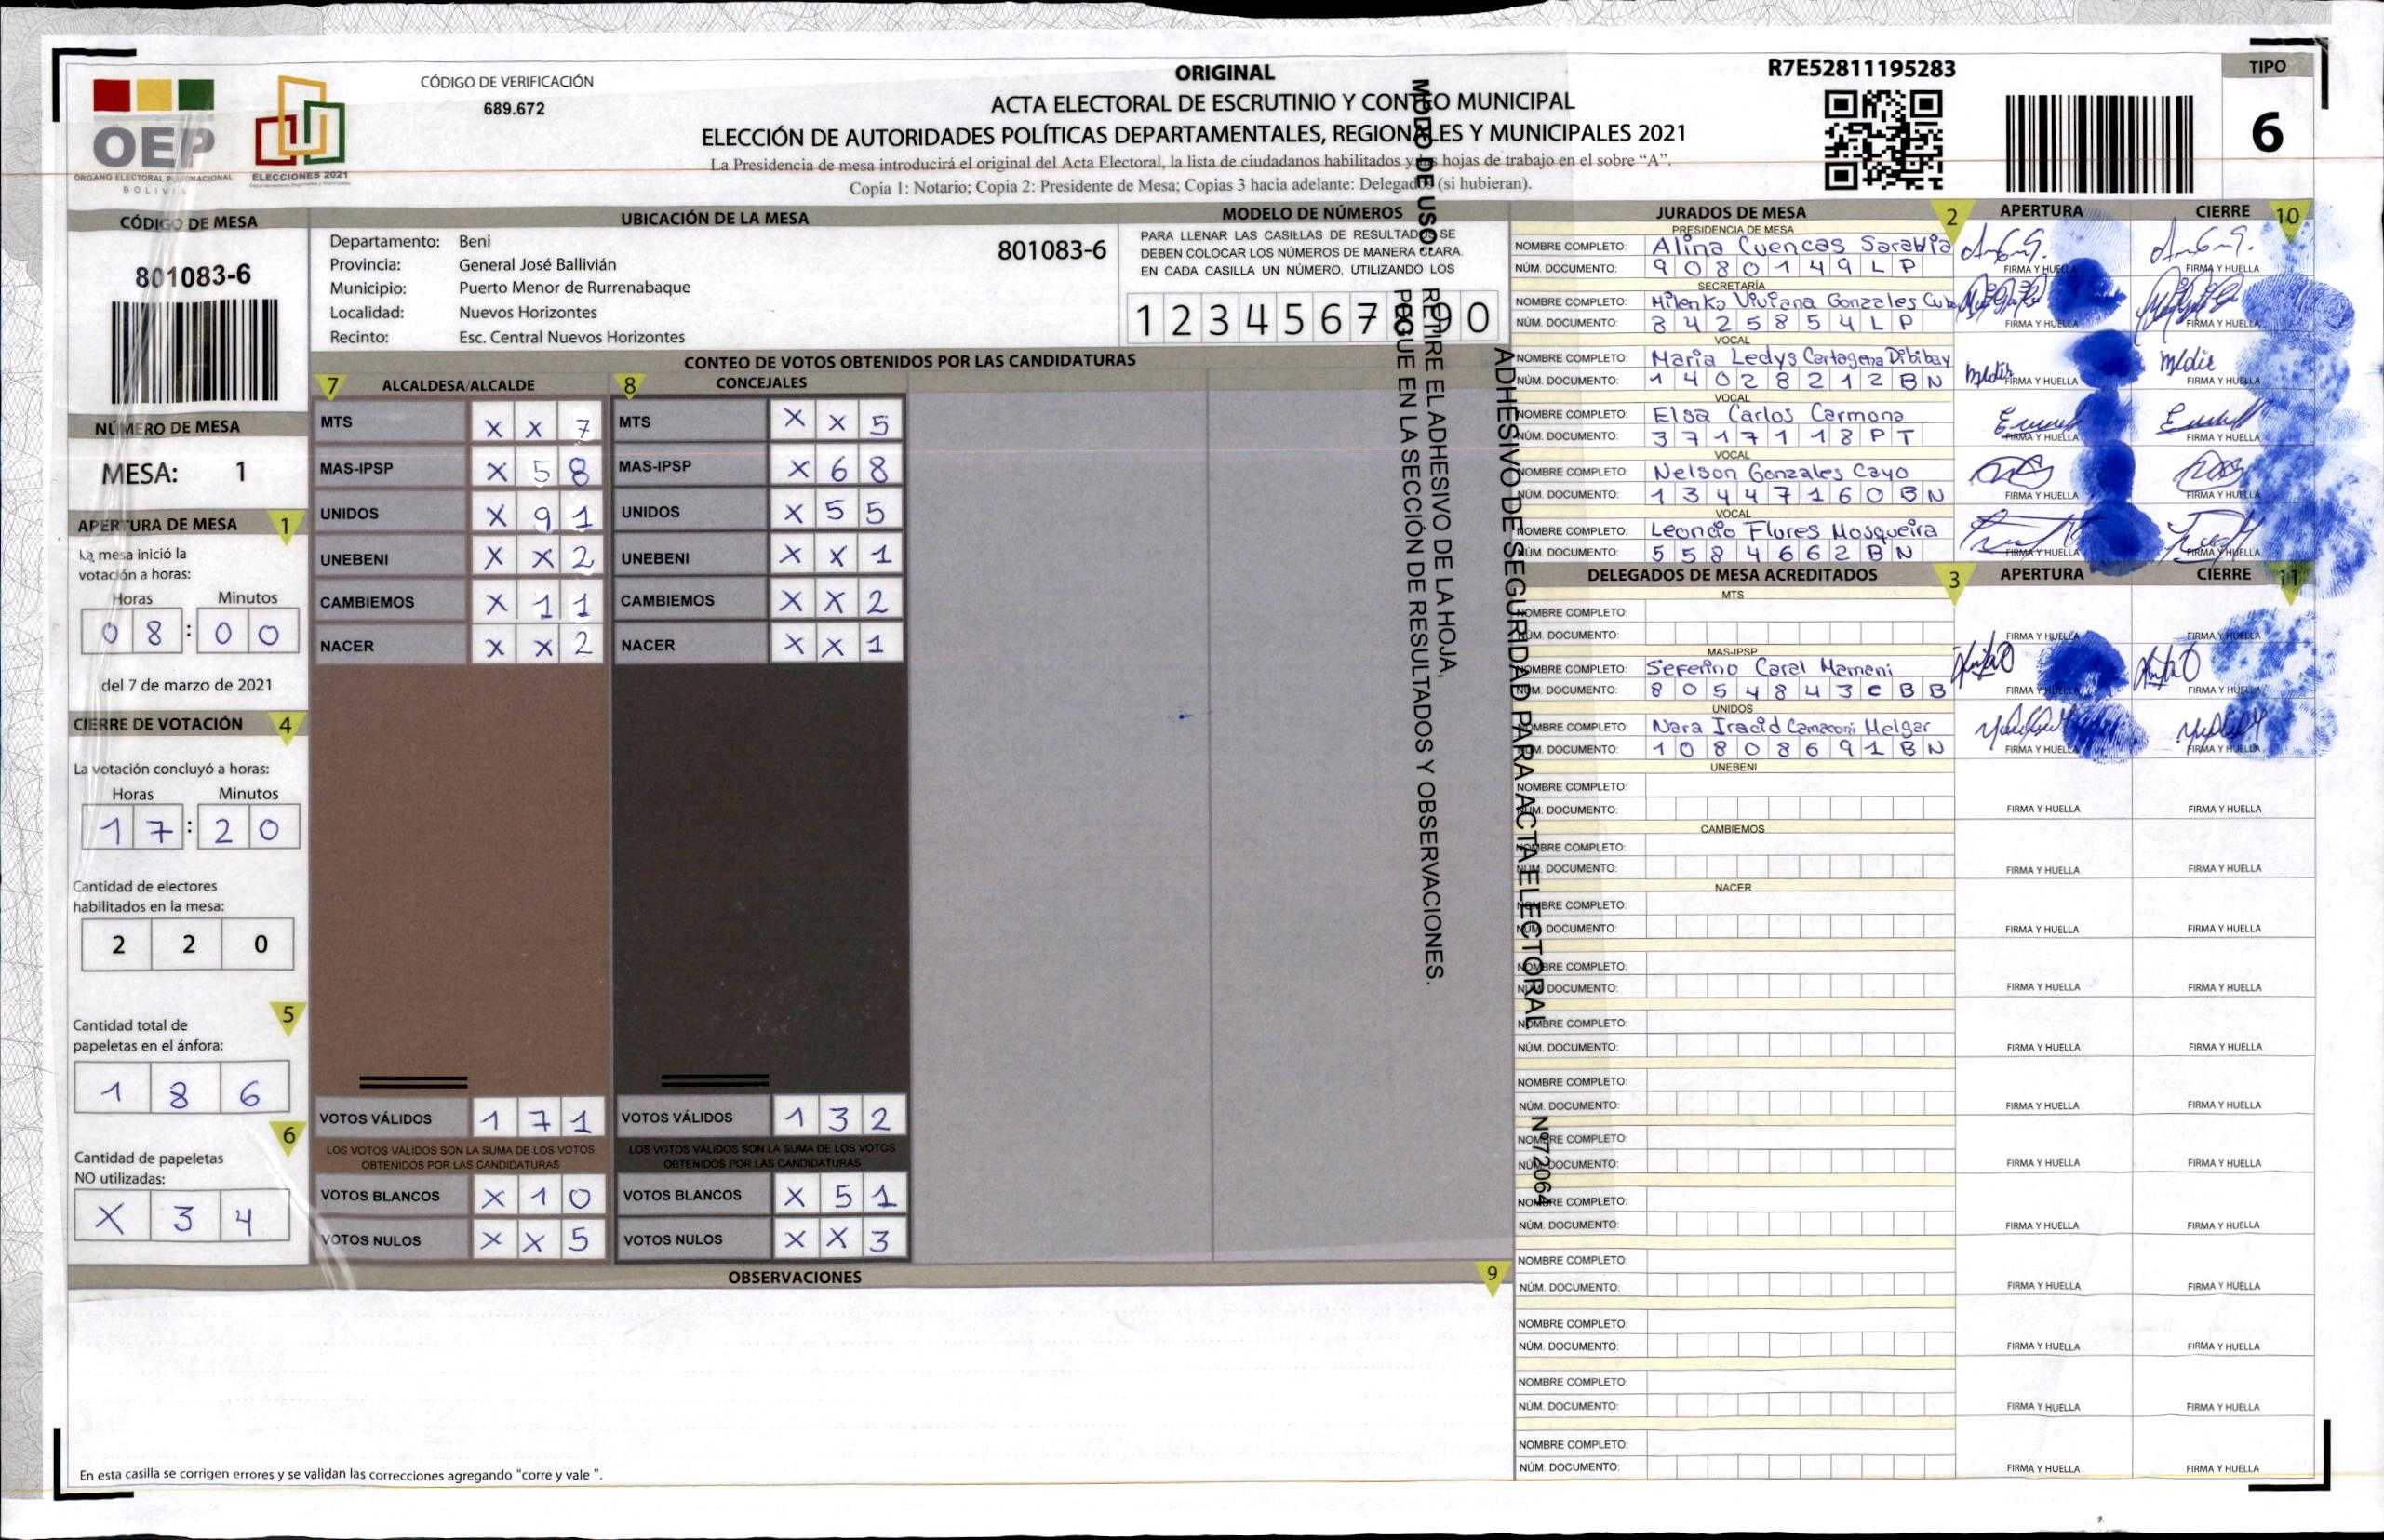 OEP
ÓRGANO ELECTORAL PLURINACIONAL
BOLIVIA
ELECCIONES 2021
CÓDIGO DE VERIFICACIÓN
689.672
ORIGINAL
ACTA ELECTORAL DE ESCRUTINIO Y CONTEO MUNICIPAL
ELECCIÓN DE AUTORIDADES POLÍTICAS DEPARTAMENTALES, REGIONALES Y MUNICIPALES 2021
La Presidencia de mesa introducirá el original del Acta Electoral, la lista de ciudadanos habilitados y las hojas de trabajo en el sobre “A”.
Copia 1: Notario; Copia 2: Presidente de Mesa; Copias 3 hacia adelante: Delegados (si hubieran).
R7E52811195283
TIPO
6
CÓDIGO DE MESA
801083-6
NÚMERO DE MESA
MESA: 1
APERTURA DE MESA 1
La mesa inició la
votación a horas:
Horas Minutos
08:00
del 7 de marzo de 2021
CIERRE DE VOTACIÓN 4
La votación concluyó a horas:
Horas Minutos
17:20
Cantidad de electores
habilitados en la mesa:
2 2 0
5
Cantidad total de
papeletas en el ánfora:
1 8 6
6
Cantidad de papeletas
NO utilizadas:
X 3 4
UBICACIÓN DE LA MESA
Departamento: Beni
Provincia: General José Ballivián
Municipio: Puerto Menor de Rurrenabaque
Localidad: Nuevos Horizontes
Recinto: Esc. Central Nuevos Horizontes
801083-6
MODELO DE NÚMEROS
PARA LLENAR LAS CASILLAS DE RESULTADOS SE
DEBEN COLOCAR LOS NÚMEROS DE MANERA CLARA.
EN CADA CASILLA UN NÚMERO, UTILIZANDO LOS
1 2 3 4 5 6 7 8 9 0
CONTEO DE VOTOS OBTENIDOS POR LAS CANDIDATURAS
7 ALCALDESA/ALCALDE
MTS X X 7
MAS-IPSP X 5 8
UNIDOS X 9 1
UNEBENI X X 2
CAMBIEMOS X 1 1
NACER X X 2
VOTOS VÁLIDOS 1 7 1
LOS VOTOS VÁLIDOS SON LA SUMA DE LOS VOTOS
OBTENIDOS POR LAS CANDIDATURAS
VOTOS BLANCOS X 1 0
VOTOS NULOS X X 5
8 CONCEJALES
MTS X X 5
MAS-IPSP X 6 8
UNIDOS X 5 5
UNEBENI X X 1
CAMBIEMOS X X 2
NACER X X 1
VOTOS VÁLIDOS 1 3 2
LOS VOTOS VÁLIDOS SON LA SUMA DE LOS VOTOS
OBTENIDOS POR LAS CANDIDATURAS
VOTOS BLANCOS X 5 1
VOTOS NULOS X X 3
OBSERVACIONES 9
En esta casilla se corrigen errores y se validan las correcciones agregando “corre y vale ”.
MODO DE USO: RETIRE EL ADHESIVO DE LA HOJA,
PEGUE EN LA SECCIÓN DE RESULTADOS Y OBSERVACIONES.
ADHESIVO DE SEGURIDAD PARA ACTA ELECTORAL Nº772064
JURADOS DE MESA 2 APERTURA CIERRE 10
PRESIDENCIA DE MESA
NOMBRE COMPLETO: Alina Cuencas Sarabia
NÚM. DOCUMENTO: 9080149LP FIRMA Y HUELLA FIRMA Y HUELLA
SECRETARÍA
NOMBRE COMPLETO: Milenka Viviana Gonzales
NÚM. DOCUMENTO: 8425854LP FIRMA Y HUELLA FIRMA Y HUELLA
VOCAL
NOMBRE COMPLETO: Maria Ledys Cartagena Dibibay
NÚM. DOCUMENTO: 14028212BN FIRMA Y HUELLA FIRMA Y HUELLA
VOCAL
NOMBRE COMPLETO: Elsa Carlos Carmona
NÚM. DOCUMENTO: 3717118PT FIRMA Y HUELLA FIRMA Y HUELLA
VOCAL
NOMBRE COMPLETO: Nelson Gonzales Cayo
NÚM. DOCUMENTO: 13447160BN FIRMA Y HUELLA FIRMA Y HUELLA
VOCAL
NOMBRE COMPLETO: Leoncio Flores Mosqueira
NÚM. DOCUMENTO: 5584662BN FIRMA Y HUELLA FIRMA Y HUELLA
DELEGADOS DE MESA ACREDITADOS 3 APERTURA CIERRE 11
MTS
NOMBRE COMPLETO:
NÚM. DOCUMENTO: FIRMA Y HUELLA FIRMA Y HUELLA
MAS-IPSP
NOMBRE COMPLETO: Seferino Caral Mamani
NÚM. DOCUMENTO: 8054843CBB FIRMA Y HUELLA FIRMA Y HUELLA
UNIDOS
NOMBRE COMPLETO: Nara Iracid Camaconi Melgar
NÚM. DOCUMENTO: 10808691BN FIRMA Y HUELLA FIRMA Y HUELLA
UNEBENI
NOMBRE COMPLETO:
NÚM. DOCUMENTO: FIRMA Y HUELLA FIRMA Y HUELLA
CAMBIEMOS
NOMBRE COMPLETO:
NÚM. DOCUMENTO: FIRMA Y HUELLA FIRMA Y HUELLA
NACER
NOMBRE COMPLETO:
NÚM. DOCUMENTO: FIRMA Y HUELLA FIRMA Y HUELLA
NOMBRE COMPLETO:
NÚM. DOCUMENTO: FIRMA Y HUELLA FIRMA Y HUELLA
NOMBRE COMPLETO:
NÚM. DOCUMENTO: FIRMA Y HUELLA FIRMA Y HUELLA
NOMBRE COMPLETO:
NÚM. DOCUMENTO: FIRMA Y HUELLA FIRMA Y HUELLA
NOMBRE COMPLETO:
NÚM. DOCUMENTO: FIRMA Y HUELLA FIRMA Y HUELLA
NOMBRE COMPLETO:
NÚM. DOCUMENTO: FIRMA Y HUELLA FIRMA Y HUELLA
NOMBRE COMPLETO:
NÚM. DOCUMENTO: FIRMA Y HUELLA FIRMA Y HUELLA
NOMBRE COMPLETO:
NÚM. DOCUMENTO: FIRMA Y HUELLA FIRMA Y HUELLA
NOMBRE COMPLETO:
NÚM. DOCUMENTO: FIRMA Y HUELLA FIRMA Y HUELLA
NOMBRE COMPLETO:
NÚM. DOCUMENTO: FIRMA Y HUELLA FIRMA Y HUELLA